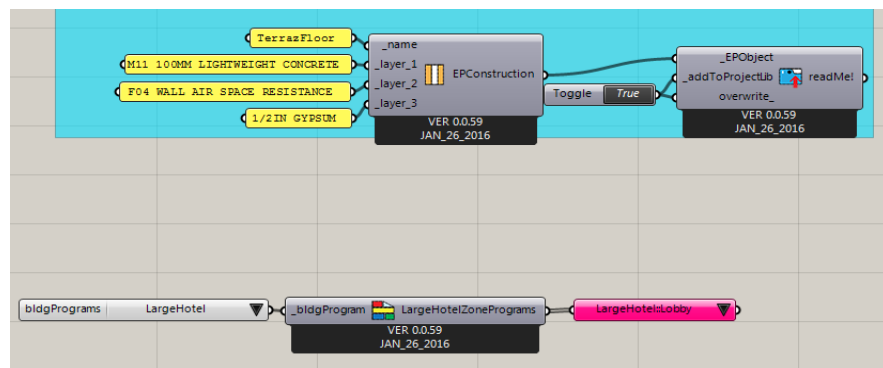 TerrazFloor
M11 100MM LIGHTWEIGHT CONCRETE
F04 WALL AIR SPACE RESISTANCE
1/2IN GYPSUM
_name
_layer_1
_layer_2
_layer_3
EPConstruction
VER 0.0.59
JAN_26_2016
Toggle True
_EPObject
_addToProjectLib
overwrite_
readMe!
VER 0.0.59
JAN_26_2016
bldgPrograms LargeHotel
_bldgProgram LargeHotelZonePrograms
VER 0.0.59
JAN_26_2016
LargeHotel::Lobby